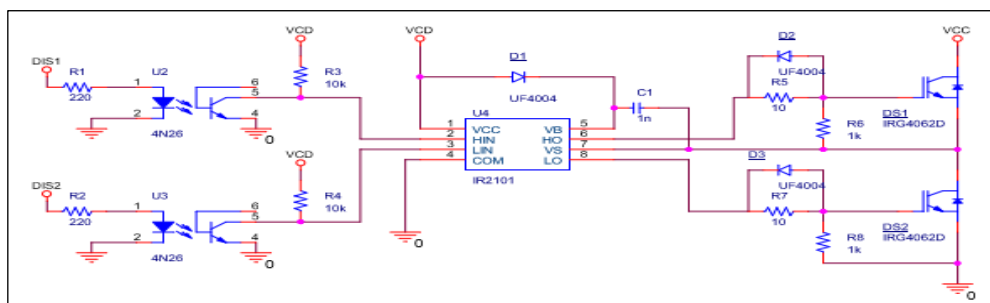 VCD VCD VCC
DIS1 R1 220 1 2 U2 4N26 6 5 4 0 R3 10k
D1 UF4004 C1 1n
U4
1 VCC VB 5
2 HIN HO 6
3 LIN VS 7
4 COM LO 8
IR2101
0
D2 UF4004 R5 10 R6 1k DS1 IRG4062D
DIS2 R2 220 1 2 U3 4N26 6 5 4 0 VCD R4 10k
D3 UF4004 R7 10 R8 1k DS2 IRG4062D
0